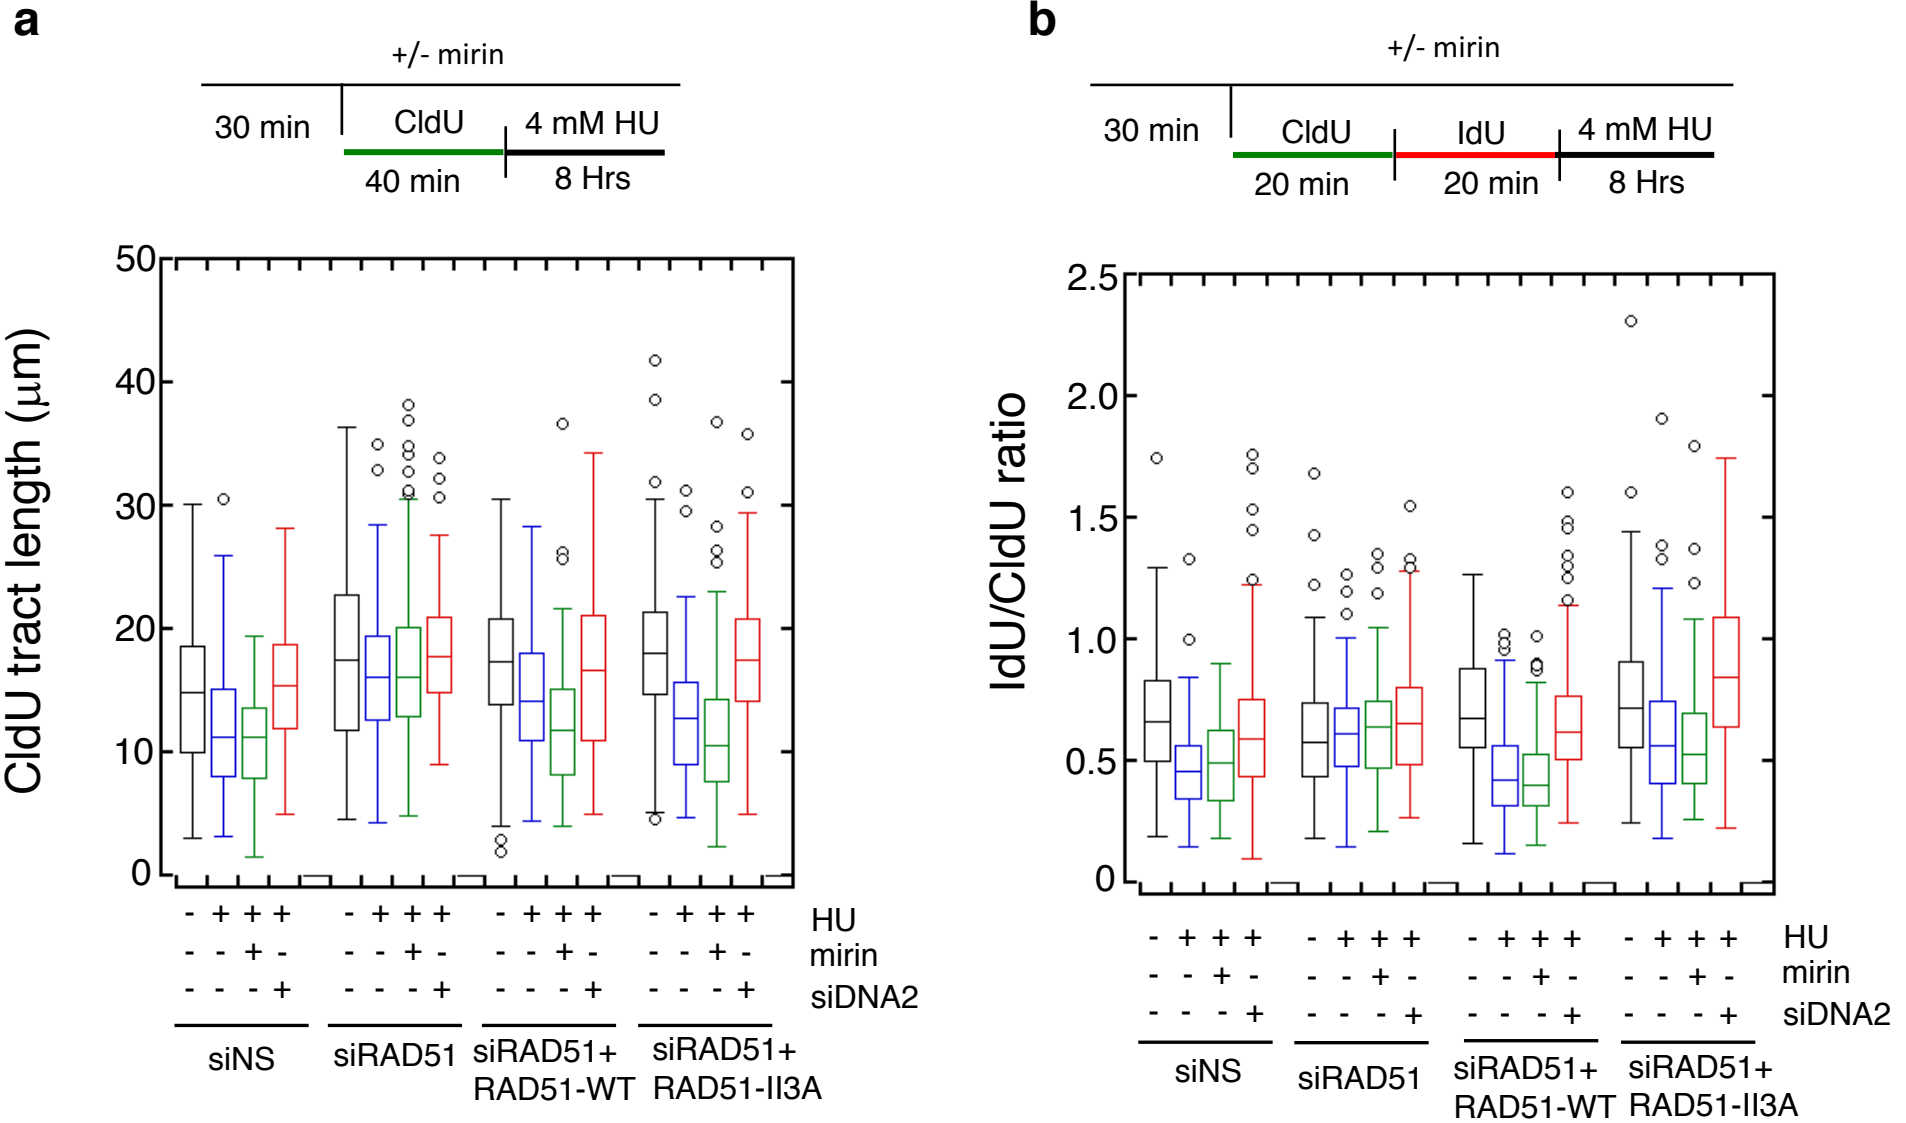 a
+/- mirin
30 min
CldU
4 mM HU
40 min
8 Hrs
CldU tract length (μm)
50
40
30
20
10
0
- + + + - + + + - + + + - + + + HU
- - + - - - + - - - + - - - + - mirin
- - - + - - - + - - - + - - - + siDNA2
siNS
siRAD51
siRAD51+
RAD51-WT
siRAD51+
RAD51-II3A
b
+/- mirin
30 min
CldU
IdU
4 mM HU
20 min
20 min
8 Hrs
IdU/CldU ratio
2.5
2.0
1.5
1.0
0.5
0
- + + + - + + + - + + + - + + + HU
- - + - - - + - - - + - - - + - mirin
- - - + - - - + - - - + - - - + siDNA2
siNS
siRAD51
siRAD51+
RAD51-WT
siRAD51+
RAD51-II3A